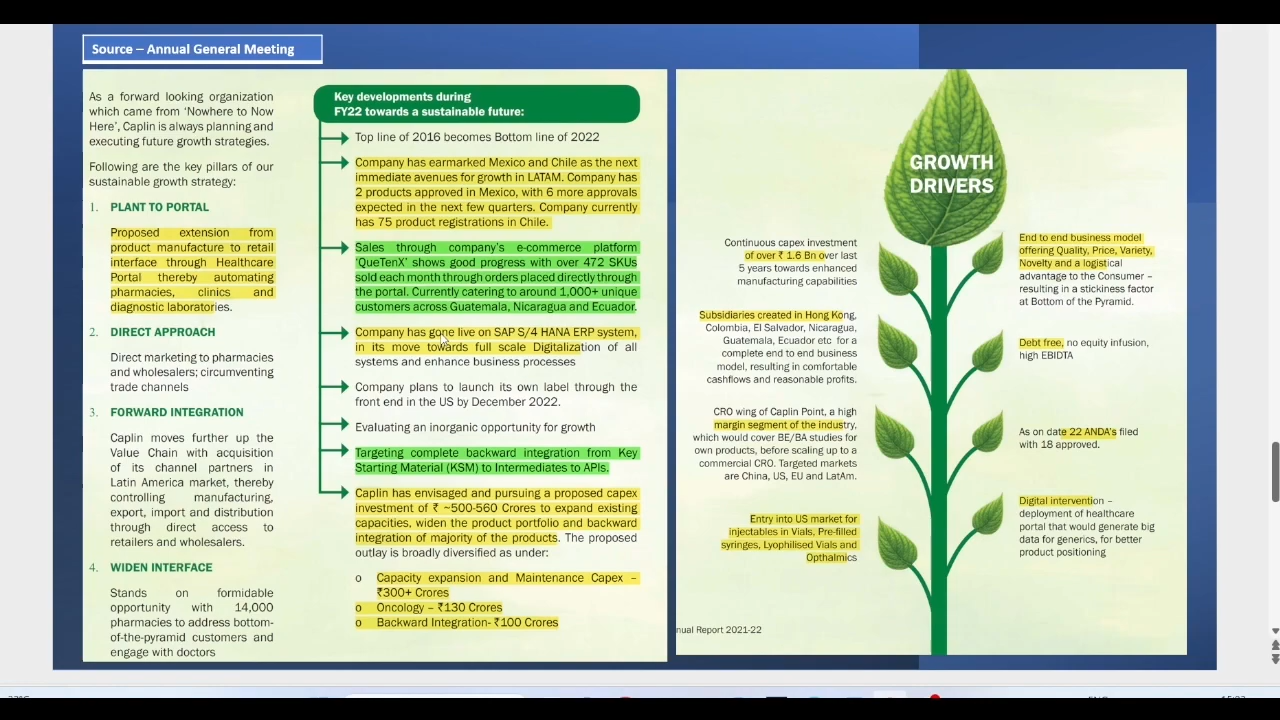 Source – Annual General Meeting
As a forward looking organization
which came from ‘Nowhere to Now
Here’, Caplin is always planning and
executing future growth strategies.
Following are the key pillars of our
sustainable growth strategy:
1. PLANT TO PORTAL
Proposed extension from
product manufacture to retail
interface through Healthcare
Portal thereby automating
pharmacies, clinics and
diagnostic laboratories.
2. DIRECT APPROACH
Direct marketing to pharmacies
and wholesalers; circumventing
trade channels
3. FORWARD INTEGRATION
Caplin moves further up the
Value Chain with acquisition
of its channel partners in
Latin America market, thereby
controlling manufacturing,
export, import and distribution
through direct access to
retailers and wholesalers.
4. WIDEN INTERFACE
Stands on formidable
opportunity with 14,000
pharmacies to address bottom-
of-the-pyramid customers and
engage with doctors
Key developments during
FY22 towards a sustainable future:
Top line of 2016 becomes Bottom line of 2022
Company has earmarked Mexico and Chile as the next
immediate avenues for growth in LATAM. Company has
2 products approved in Mexico, with 6 more approvals
expected in the next few quarters. Company currently
has 75 product registrations in Chile.
Sales through company’s e-commerce platform
‘QueTenX’ shows good progress with over 472 SKUs
sold each month through orders placed directly through
the portal. Currently catering to around 1,000+ unique
customers across Guatemala, Nicaragua and Ecuador.
Company has gone live on SAP S/4 HANA ERP system,
in its move towards full scale Digitalization of all
systems and enhance business processes
Company plans to launch its own label through the
front end in the US by December 2022.
Evaluating an inorganic opportunity for growth
Targeting complete backward integration from Key
Starting Material (KSM) to Intermediates to APIs.
Caplin has envisaged and pursuing a proposed capex
investment of ₹ ~500-560 Crores to expand existing
capacities, widen the product portfolio and backward
integration of majority of the products. The proposed
outlay is broadly diversified as under:
o Capacity expansion and Maintenance Capex –
₹300+ Crores
o Oncology – ₹130 Crores
o Backward Integration- ₹100 Crores
GROWTH
DRIVERS
Continuous capex investment
of over ₹ 1.6 Bn over last
5 years towards enhanced
manufacturing capabilities
Subsidiaries created in Hong Kong,
Colombia, El Salvador, Nicaragua,
Guatemala, Ecuador etc for a
complete end to end business
model, resulting in comfortable
cashflows and reasonable profits.
CRO wing of Caplin Point, a high
margin segment of the industry,
which would cover BE/BA studies for
own products, before scaling up to a
commercial CRO. Targeted markets
are China, US, EU and LatAm.
Entry into US market for
injectables in Vials, Pre-filled
syringes, Lyophilised Vials and
Opthalmics
End to end business model
offering Quality, Price, Variety,
Novelty and a logistical
advantage to the Consumer –
resulting in a stickiness factor
at Bottom of the Pyramid.
Debt free, no equity infusion,
high EBIDTA
As on date 22 ANDA’s filed
with 18 approved.
Digital intervention –
deployment of healthcare
portal that would generate big
data for generics, for better
product positioning
nual Report 2021-22